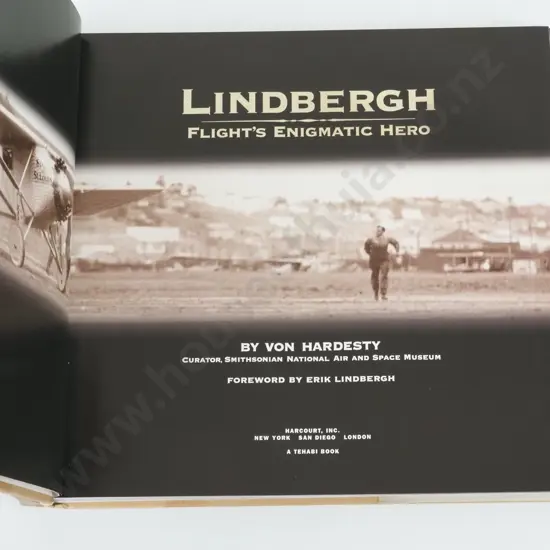 LINDBERGH
FLIGHT'S ENIGMATIC HERO
BY VON HARDESTY
CURATOR, SMITHSONIAN NATIONAL AIR AND SPACE MUSEUM
FOREWORD BY ERIK LINDBERGH
HARCOURT, INC.
NEW YORK SAN DIEGO LONDON
A TEHABI BOOK